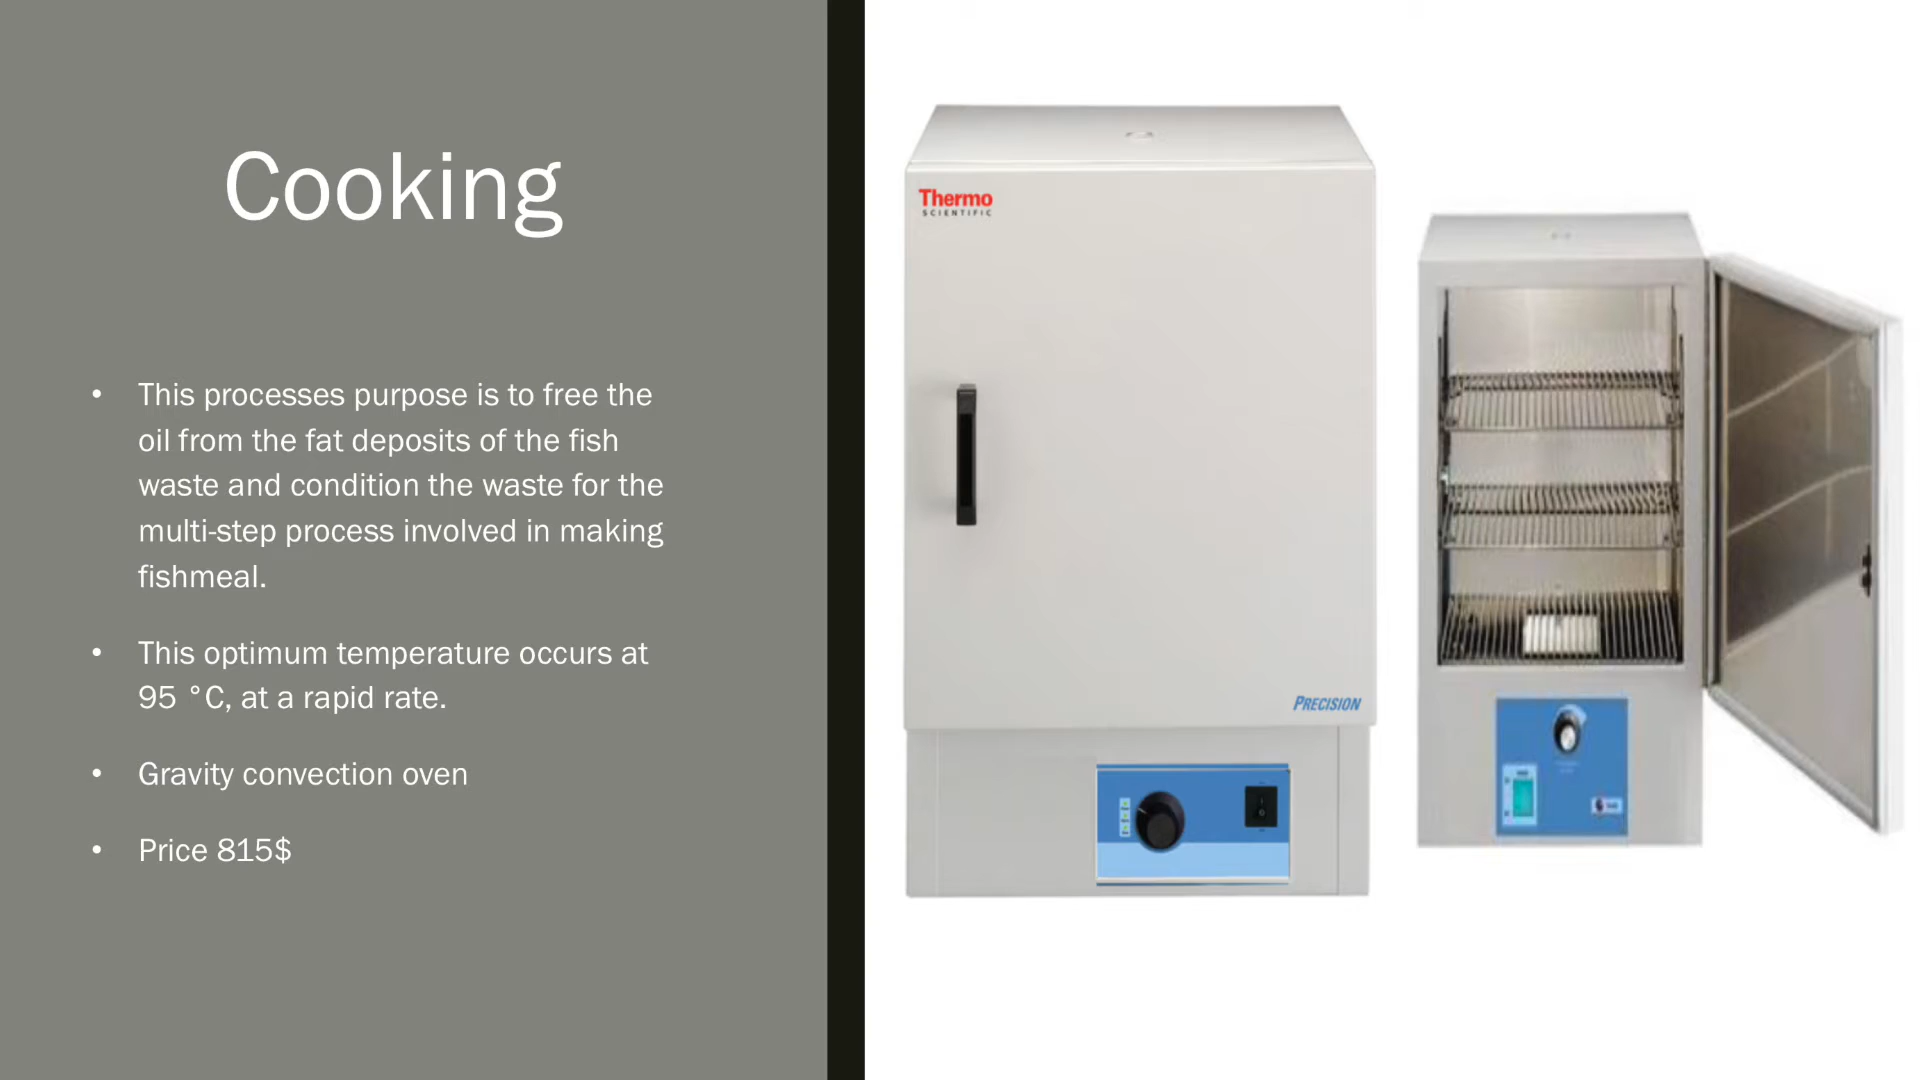 Cooking
• This processes purpose is to free the
oil from the fat deposits of the fish
waste and condition the waste for the
multi-step process involved in making
fishmeal.
• This optimum temperature occurs at
95 °C, at a rapid rate.
• Gravity convection oven
• Price 815$
Thermo
SCIENTIFIC
PRECISION